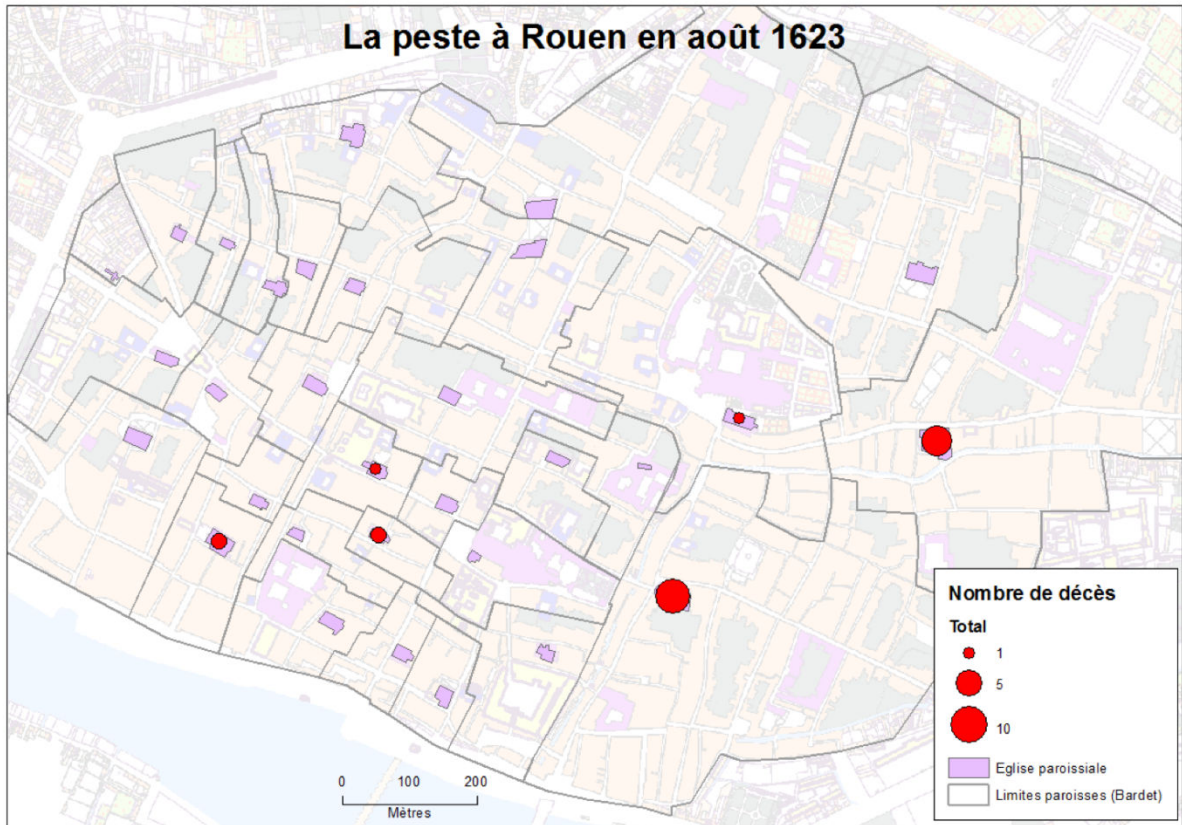 La peste à Rouen en août 1623
Nombre de décès
Total
1
5
10
Eglise paroissiale
Limites paroisses (Bardet)
0 100 200
Mètres